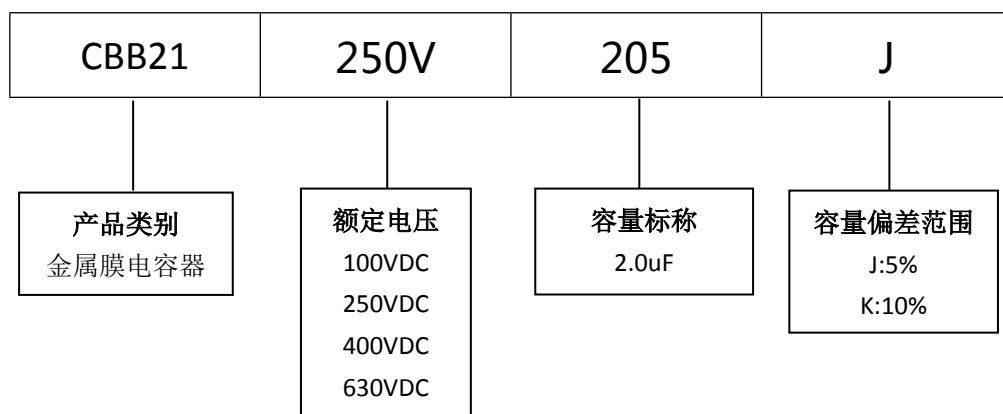 CBB21 250V 205 J
产品类别
金属膜电容器
额定电压
100VDC
250VDC
400VDC
630VDC
容量标称
2.0uF
容量偏差范围
J:5%
K:10%